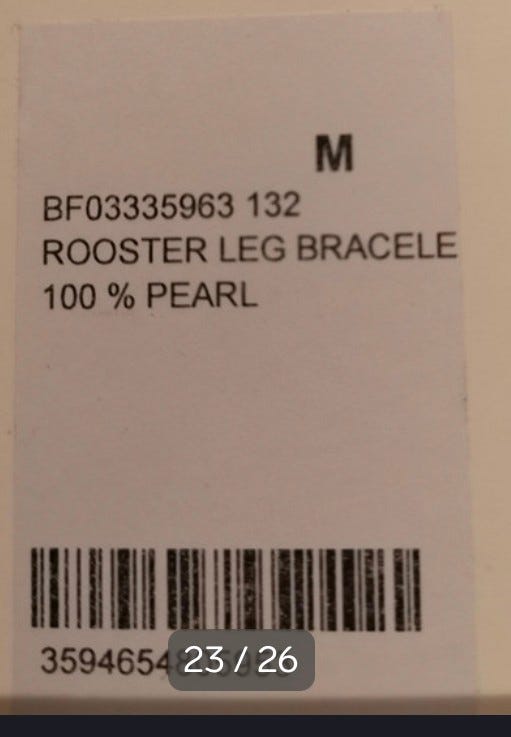 M
BF03335963 132
ROOSTER LEG BRACELE
100 % PEARL
23 / 26